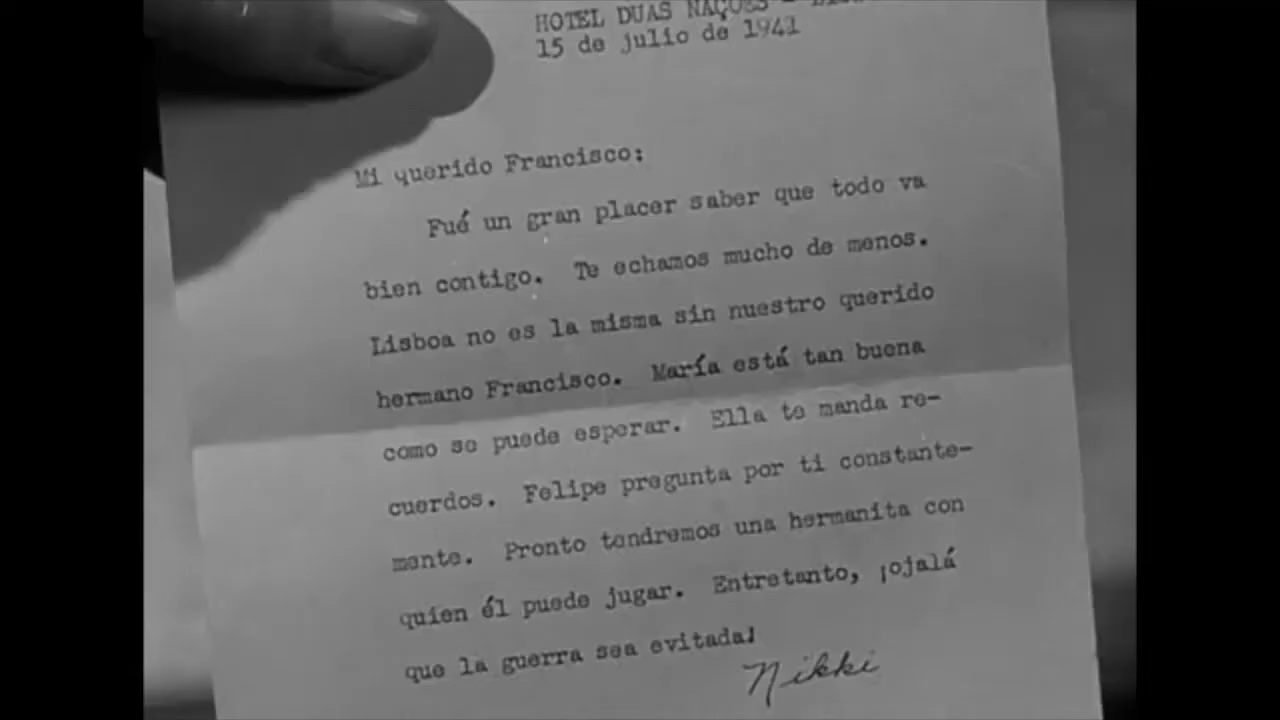 HOTEL DUAS NAÇOES -
15 de julio de 1941
Mi querido Francisco:
Fué un gran placer saber que todo va
bien contigo. Te echamos mucho de menos.
Lisboa no es la misma sin nuestro querido
hermano Francisco. María está tan buena
como se puede esperar. Ella te manda re-
cuerdos. Felipe pregunta por ti constante-
mente. Pronto tendremos una hermanita con
quien él puede jugar. Entretanto, ¡ojalá
que la guerra sea evitada!
Nikki